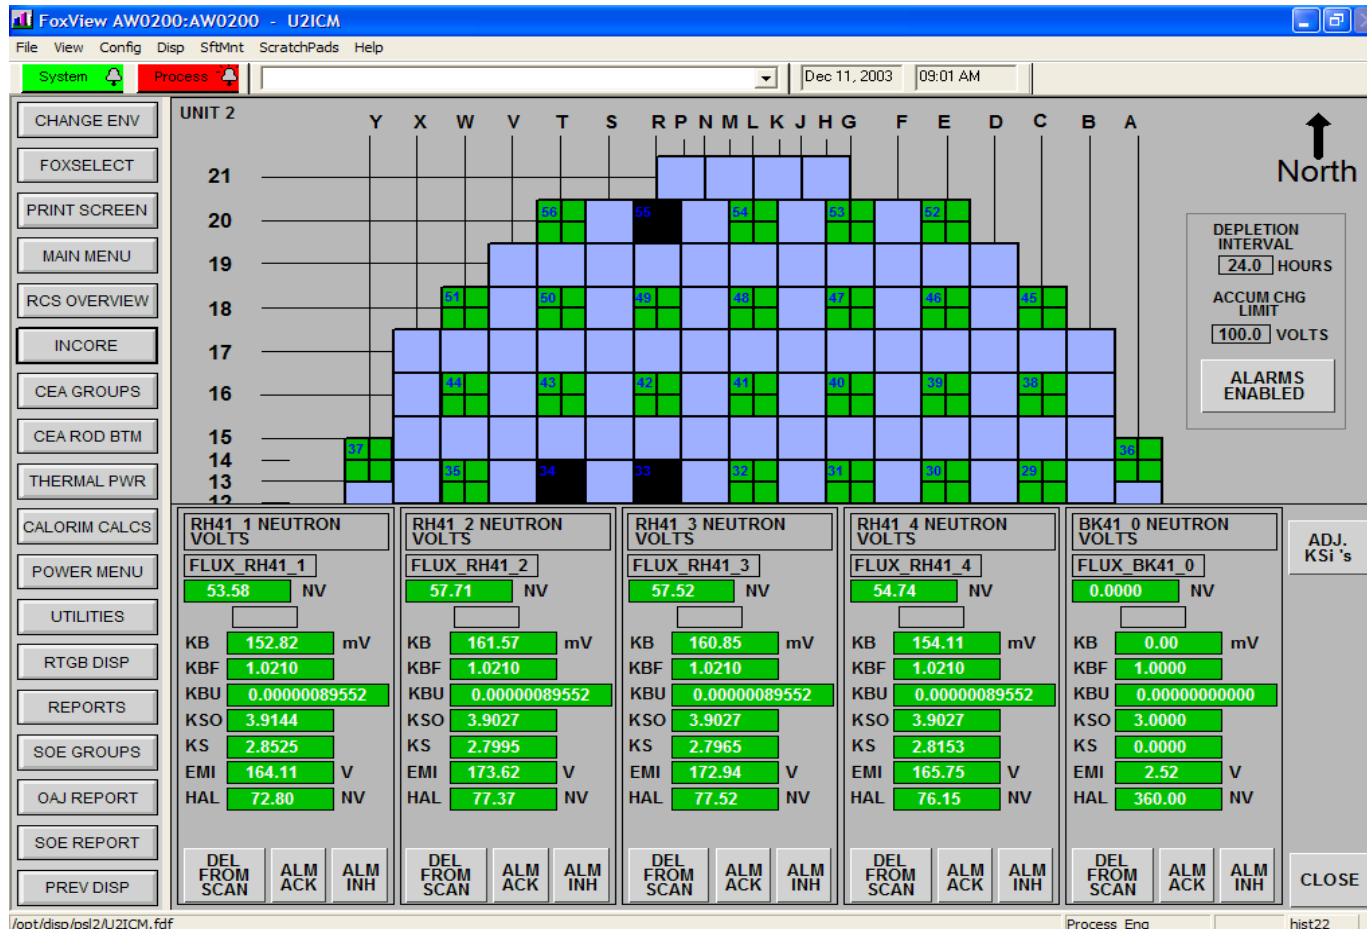 FoxView AW0200:AW0200 - U2ICM
File View Config Disp SftMnt ScratchPads Help
System Process Dec 11, 2003 09:01 AM
CHANGE ENV
FOXSELECT
PRINT SCREEN
MAIN MENU
RCS OVERVIEW
INCORE
CEA GROUPS
CEA ROD BTM
THERMAL PWR
CALORIM CALCS
POWER MENU
UTILITIES
RTGB DISP
REPORTS
SOE GROUPS
OAJ REPORT
SOE REPORT
PREV DISP
UNIT 2
Y X W V T S R P N M L K J H G F E D C B A
21
20
19
18
17
16
15
14
13
12
56 55 54 53 52
51 50 49 48 47 46 45
44 43 42 41 40 39 38
37 36
35 34 33 32 31 30 29
North
DEPLETION
INTERVAL
24.0 HOURS
ACCUM CHG
LIMIT
100.0 VOLTS
ALARMS
ENABLED
RH41_1 NEUTRON
VOLTS
FLUX_RH41_1
53.58 NV
KB 152.82 mV
KBF 1.0210
KBU 0.00000089552
KSO 3.9144
KS 2.8525
EMI 164.11 V
HAL 72.80 NV
DEL
FROM
SCAN
ALM
ACK
ALM
INH
RH41_2 NEUTRON
VOLTS
FLUX_RH41_2
57.71 NV
KB 161.57 mV
KBF 1.0210
KBU 0.00000089552
KSO 3.9027
KS 2.7995
EMI 173.62 V
HAL 77.37 NV
DEL
FROM
SCAN
ALM
ACK
ALM
INH
RH41_3 NEUTRON
VOLTS
FLUX_RH41_3
57.52 NV
KB 160.85 mV
KBF 1.0210
KBU 0.00000089552
KSO 3.9027
KS 2.7965
EMI 172.94 V
HAL 77.52 NV
DEL
FROM
SCAN
ALM
ACK
ALM
INH
RH41_4 NEUTRON
VOLTS
FLUX_RH41_4
54.74 NV
KB 154.11 mV
KBF 1.0210
KBU 0.00000089552
KSO 3.9027
KS 2.8153
EMI 165.75 V
HAL 76.15 NV
DEL
FROM
SCAN
ALM
ACK
ALM
INH
BK41_0 NEUTRON
VOLTS
FLUX_BK41_0
0.0000 NV
KB 0.00 mV
KBF 1.0000
KBU 0.00000000000
KSO 3.0000
KS 0.0000
EMI 2.52 V
HAL 360.00 NV
DEL
FROM
SCAN
ALM
ACK
ALM
INH
ADJ.
KSi 's
CLOSE
/opt/disp/psl2/U2ICM.fdf Process Eng hist22